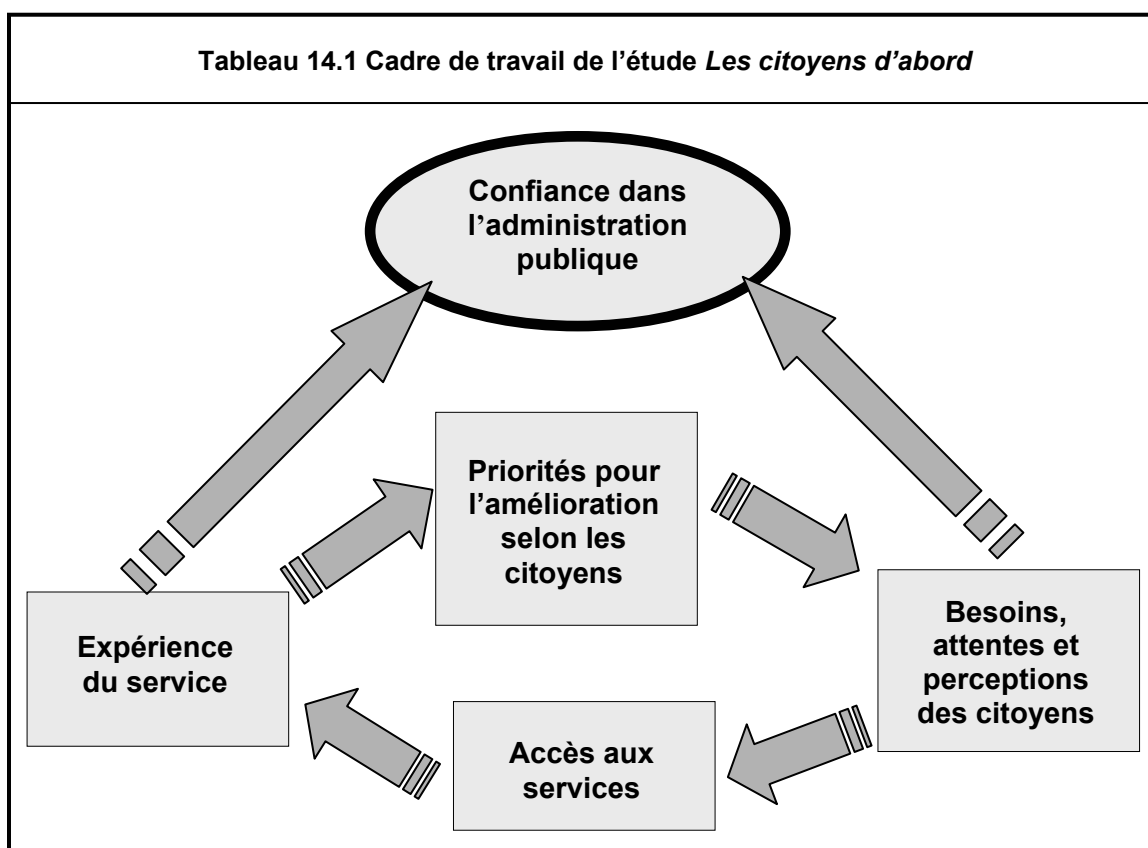 Tableau 14.1 Cadre de travail de l’étude Les citoyens d’abord
Confiance dans
l’administration
publique
Priorités pour
l’amélioration
selon les
citoyens
Expérience
du service
Besoins,
attentes et
perceptions
des citoyens
Accès aux
services